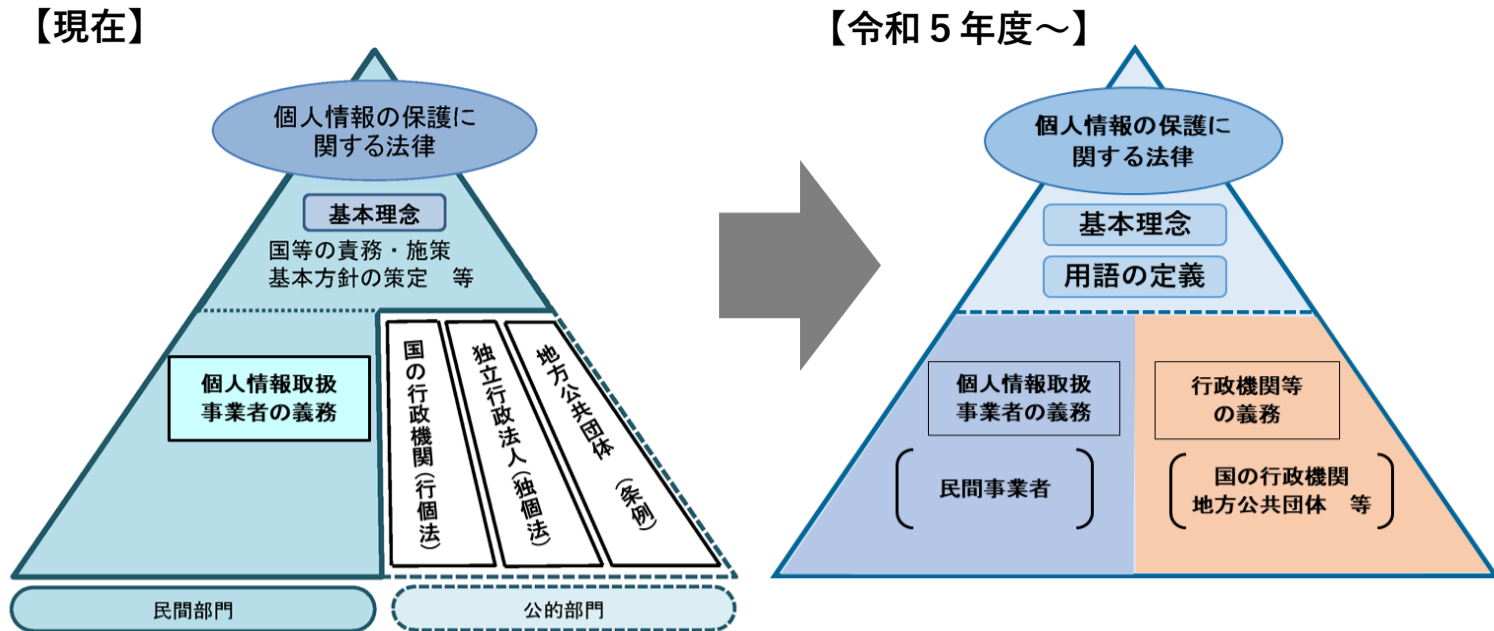 【現在】
個人情報の保護に
関する法律
基本理念
国等の責務・施策
基本方針の策定　等
個人情報取扱
事業者の義務
国の行政機関(行個法)
独立行政法人(独個法)
地方公共団体　(条例)
民間部門
公的部門
【令和５年度～】
個人情報の保護に
関する法律
基本理念
用語の定義
個人情報取扱
事業者の義務
民間事業者
行政機関等
の義務
国の行政機関
地方公共団体　等